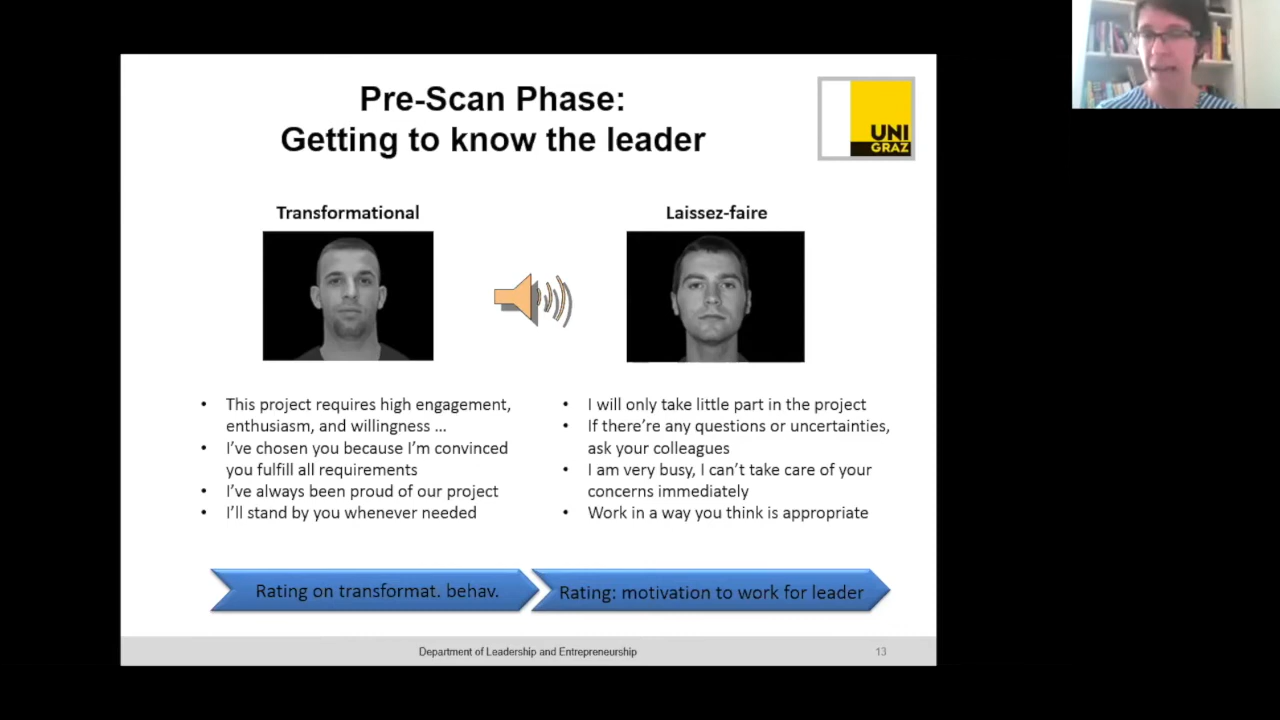 Pre-Scan Phase:
Getting to know the leader
UNI
GRAZ
Transformational
Laissez-faire
• This project requires high engagement,
enthusiasm, and willingness ...
• I've chosen you because I'm convinced
you fulfill all requirements
• I've always been proud of our project
• I'll stand by you whenever needed
• I will only take little part in the project
• If there're any questions or uncertainties,
ask your colleagues
• I am very busy, I can't take care of your
concerns immediately
• Work in a way you think is appropriate
Rating on transformat. behav.
Rating: motivation to work for leader
Department of Leadership and Entrepreneurship
13